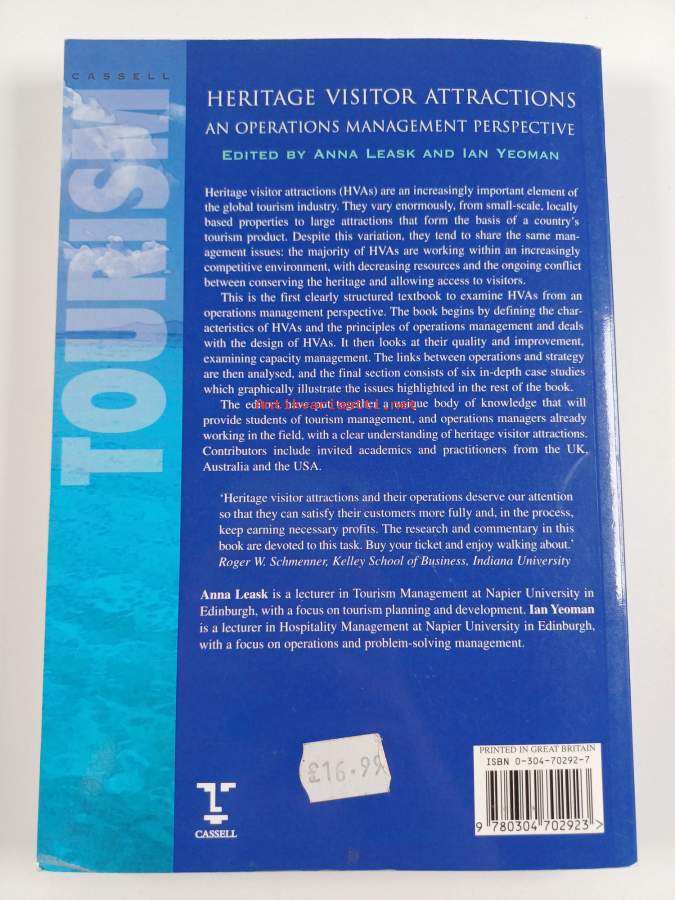 CASSELL
TOURISM
HERITAGE VISITOR ATTRACTIONS
AN OPERATIONS MANAGEMENT PERSPECTIVE
EDITED BY ANNA LEASK AND IAN YEOMAN
Heritage visitor attractions (HVAs) are an increasingly important element of
the global tourism industry. They vary enormously, from small-scale, locally
based properties to large attractions that form the basis of a country's
tourism product. Despite this variation, they tend to share the same man-
agement issues: the majority of HVAs are working within an increasingly
competitive environment, with decreasing resources and the ongoing conflict
between conserving the heritage and allowing access to visitors.
This is the first clearly structured textbook to examine HVAs from an
operations management perspective. The book begins by defining the char-
acteristics of HVAs and the principles of operations management and deals
with the design of HVAs. It then looks at their quality and improvement,
examining capacity management. The links between operations and strategy
are then analysed, and the final section consists of six in-depth case studies
which graphically illustrate the issues highlighted in the rest of the book.
The editors have put together a unique body of knowledge that will
provide students of tourism management, and operations managers already
working in the field, with a clear understanding of heritage visitor attractions.
Contributors include invited academics and practitioners from the UK,
Australia and the USA.
'Heritage visitor attractions and their operations deserve our attention
so that they can satisfy their customers more fully and, in the process,
keep earning necessary profits. The research and commentary in this
book are devoted to this task. Buy your ticket and enjoy walking about.'
Roger W. Schmenner, Kelley School of Business, Indiana University
Anna Leask is a lecturer in Tourism Management at Napier University in
Edinburgh, with a focus on tourism planning and development. Ian Yeoman
is a lecturer in Hospitality Management at Napier University in Edinburgh,
with a focus on operations and problem-solving management.
£16.99
CASSELL
PRINTED IN GREAT BRITAIN
ISBN 0-304-70292-7
9 780304 702923